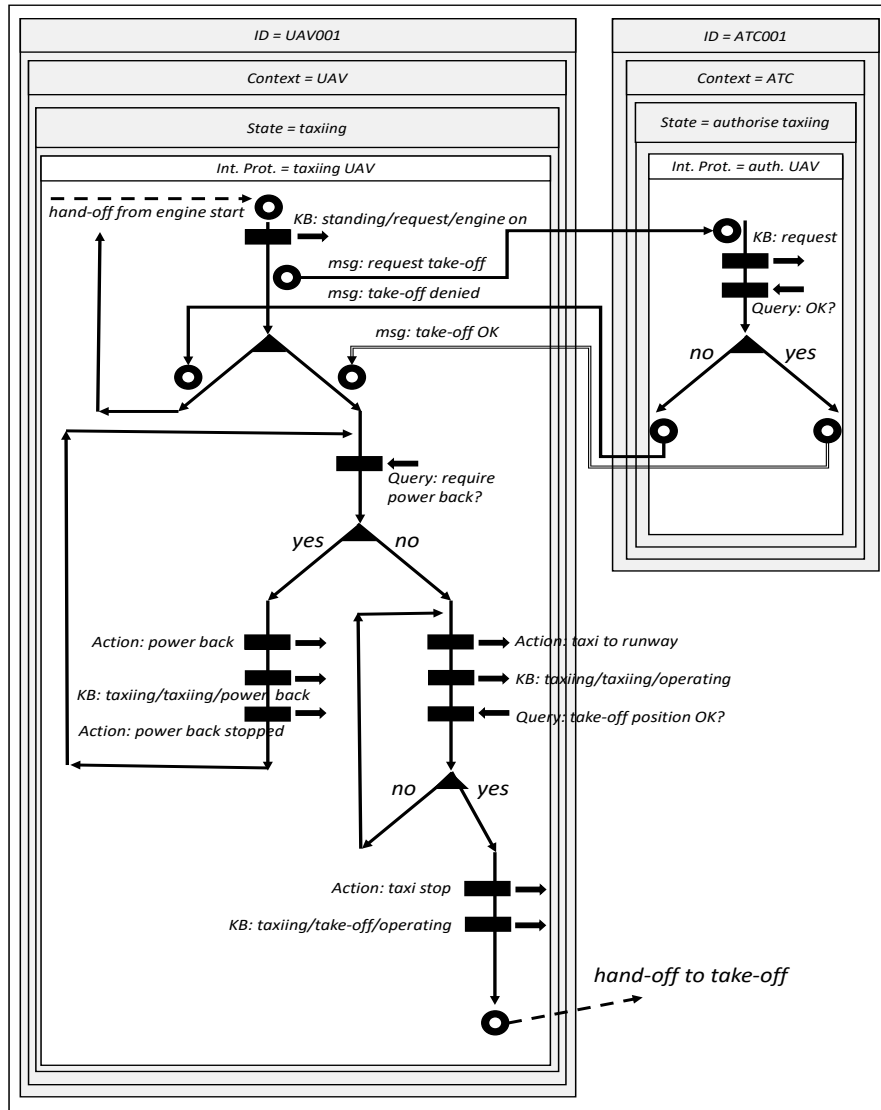 ID = UAV001
Context = UAV
State = taxiing
Int. Prot. = taxiing UAV
hand-off from engine start
KB: standing/request/engine on
msg: request take-off
msg: take-off denied
msg: take-off OK
Query: require
power back?
yes
no
Action: power back
KB: taxiing/taxiing/power back
Action: power back stopped
Action: taxi to runway
KB: taxiing/taxiing/operating
Query: take-off position OK?
no
yes
Action: taxi stop
KB: taxiing/take-off/operating
hand-off to take-off
ID = ATC001
Context = ATC
State = authorise taxiing
Int. Prot. = auth. UAV
KB: request
Query: OK?
no
yes